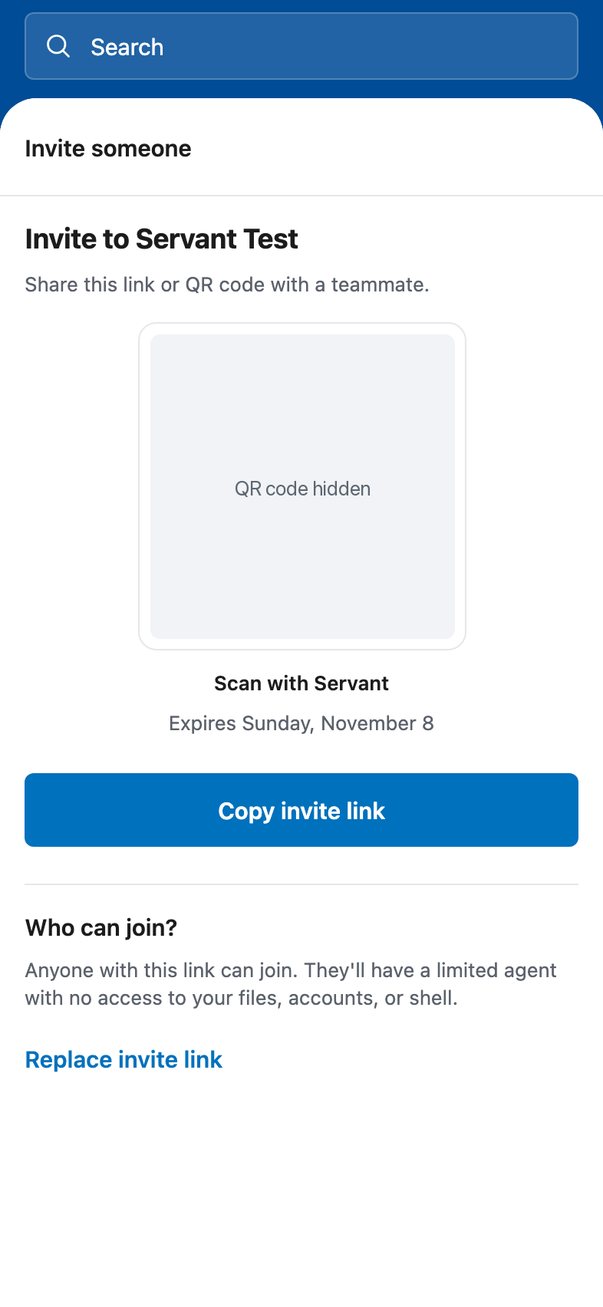 Search
Invite someone
Invite to Servant Test
Share this link or QR code with a teammate.
QR code hidden
Scan with Servant
Expires Sunday, November 8
Copy invite link
Who can join?
Anyone with this link can join. They'll have a limited agent
with no access to your files, accounts, or shell.
Replace invite link